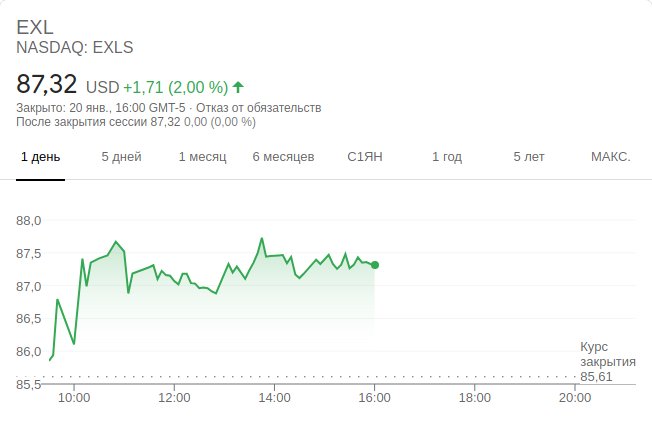 EXL
NASDAQ: EXLS
87,32 USD +1,71 (2,00 %)
Закрыто: 20 янв., 16:00 GMT-5 · Отказ от обязательств
После закрытия сессии 87,32 0,00 (0,00 %)
1 день 5 дней 1 месяц 6 месяцев С1ЯН 1 год 5 лет МАКС.
88,0
87,5
87,0
86,5
86,0
Курс
закрытия
85,61
85,5
10:00 12:00 14:00 16:00 18:00 20:00